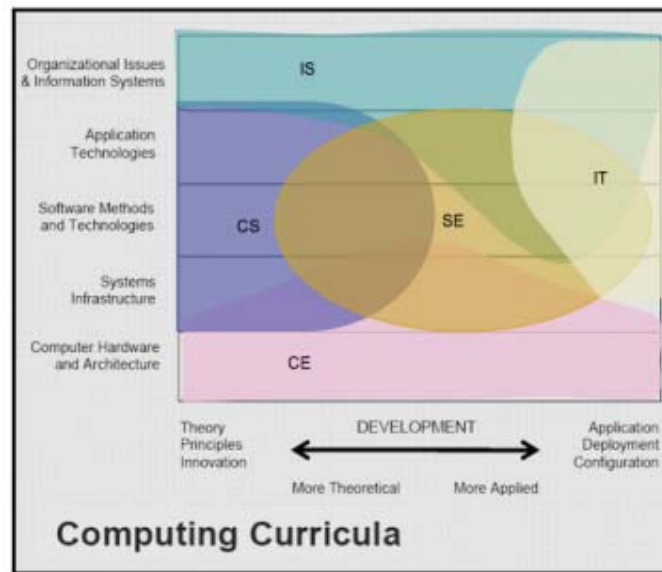 Organizational Issues
& Information Systems
IS
Application
Technologies
IT
Software Methods
and Technologies
CS
SE
Systems
Infrastructure
Computer Hardware
and Architecture
CE
Theory
Principles
Innovation
DEVELOPMENT
Application
Deployment
Configuration
More Theoretical
More Applied
Computing Curricula